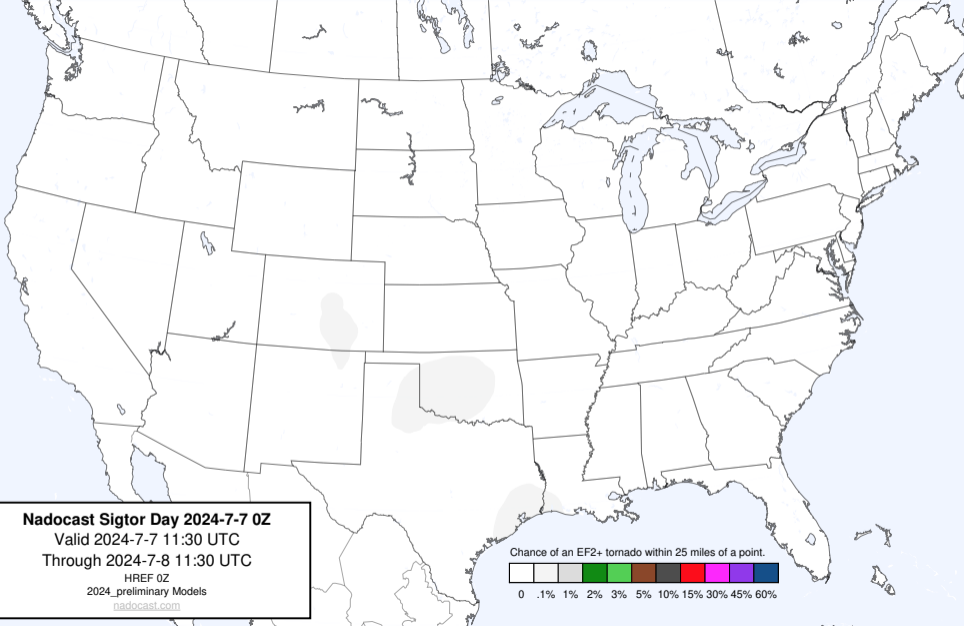 Nadocast Sigtor Day 2024-7-7 0Z
Valid 2024-7-7 11:30 UTC
Through 2024-7-8 11:30 UTC
HREF 0Z
2024_preliminary Models
nadocast.com
Chance of an EF2+ tornado within 25 miles of a point.
0 .1% 1% 2% 3% 5% 10% 15% 30% 45% 60%